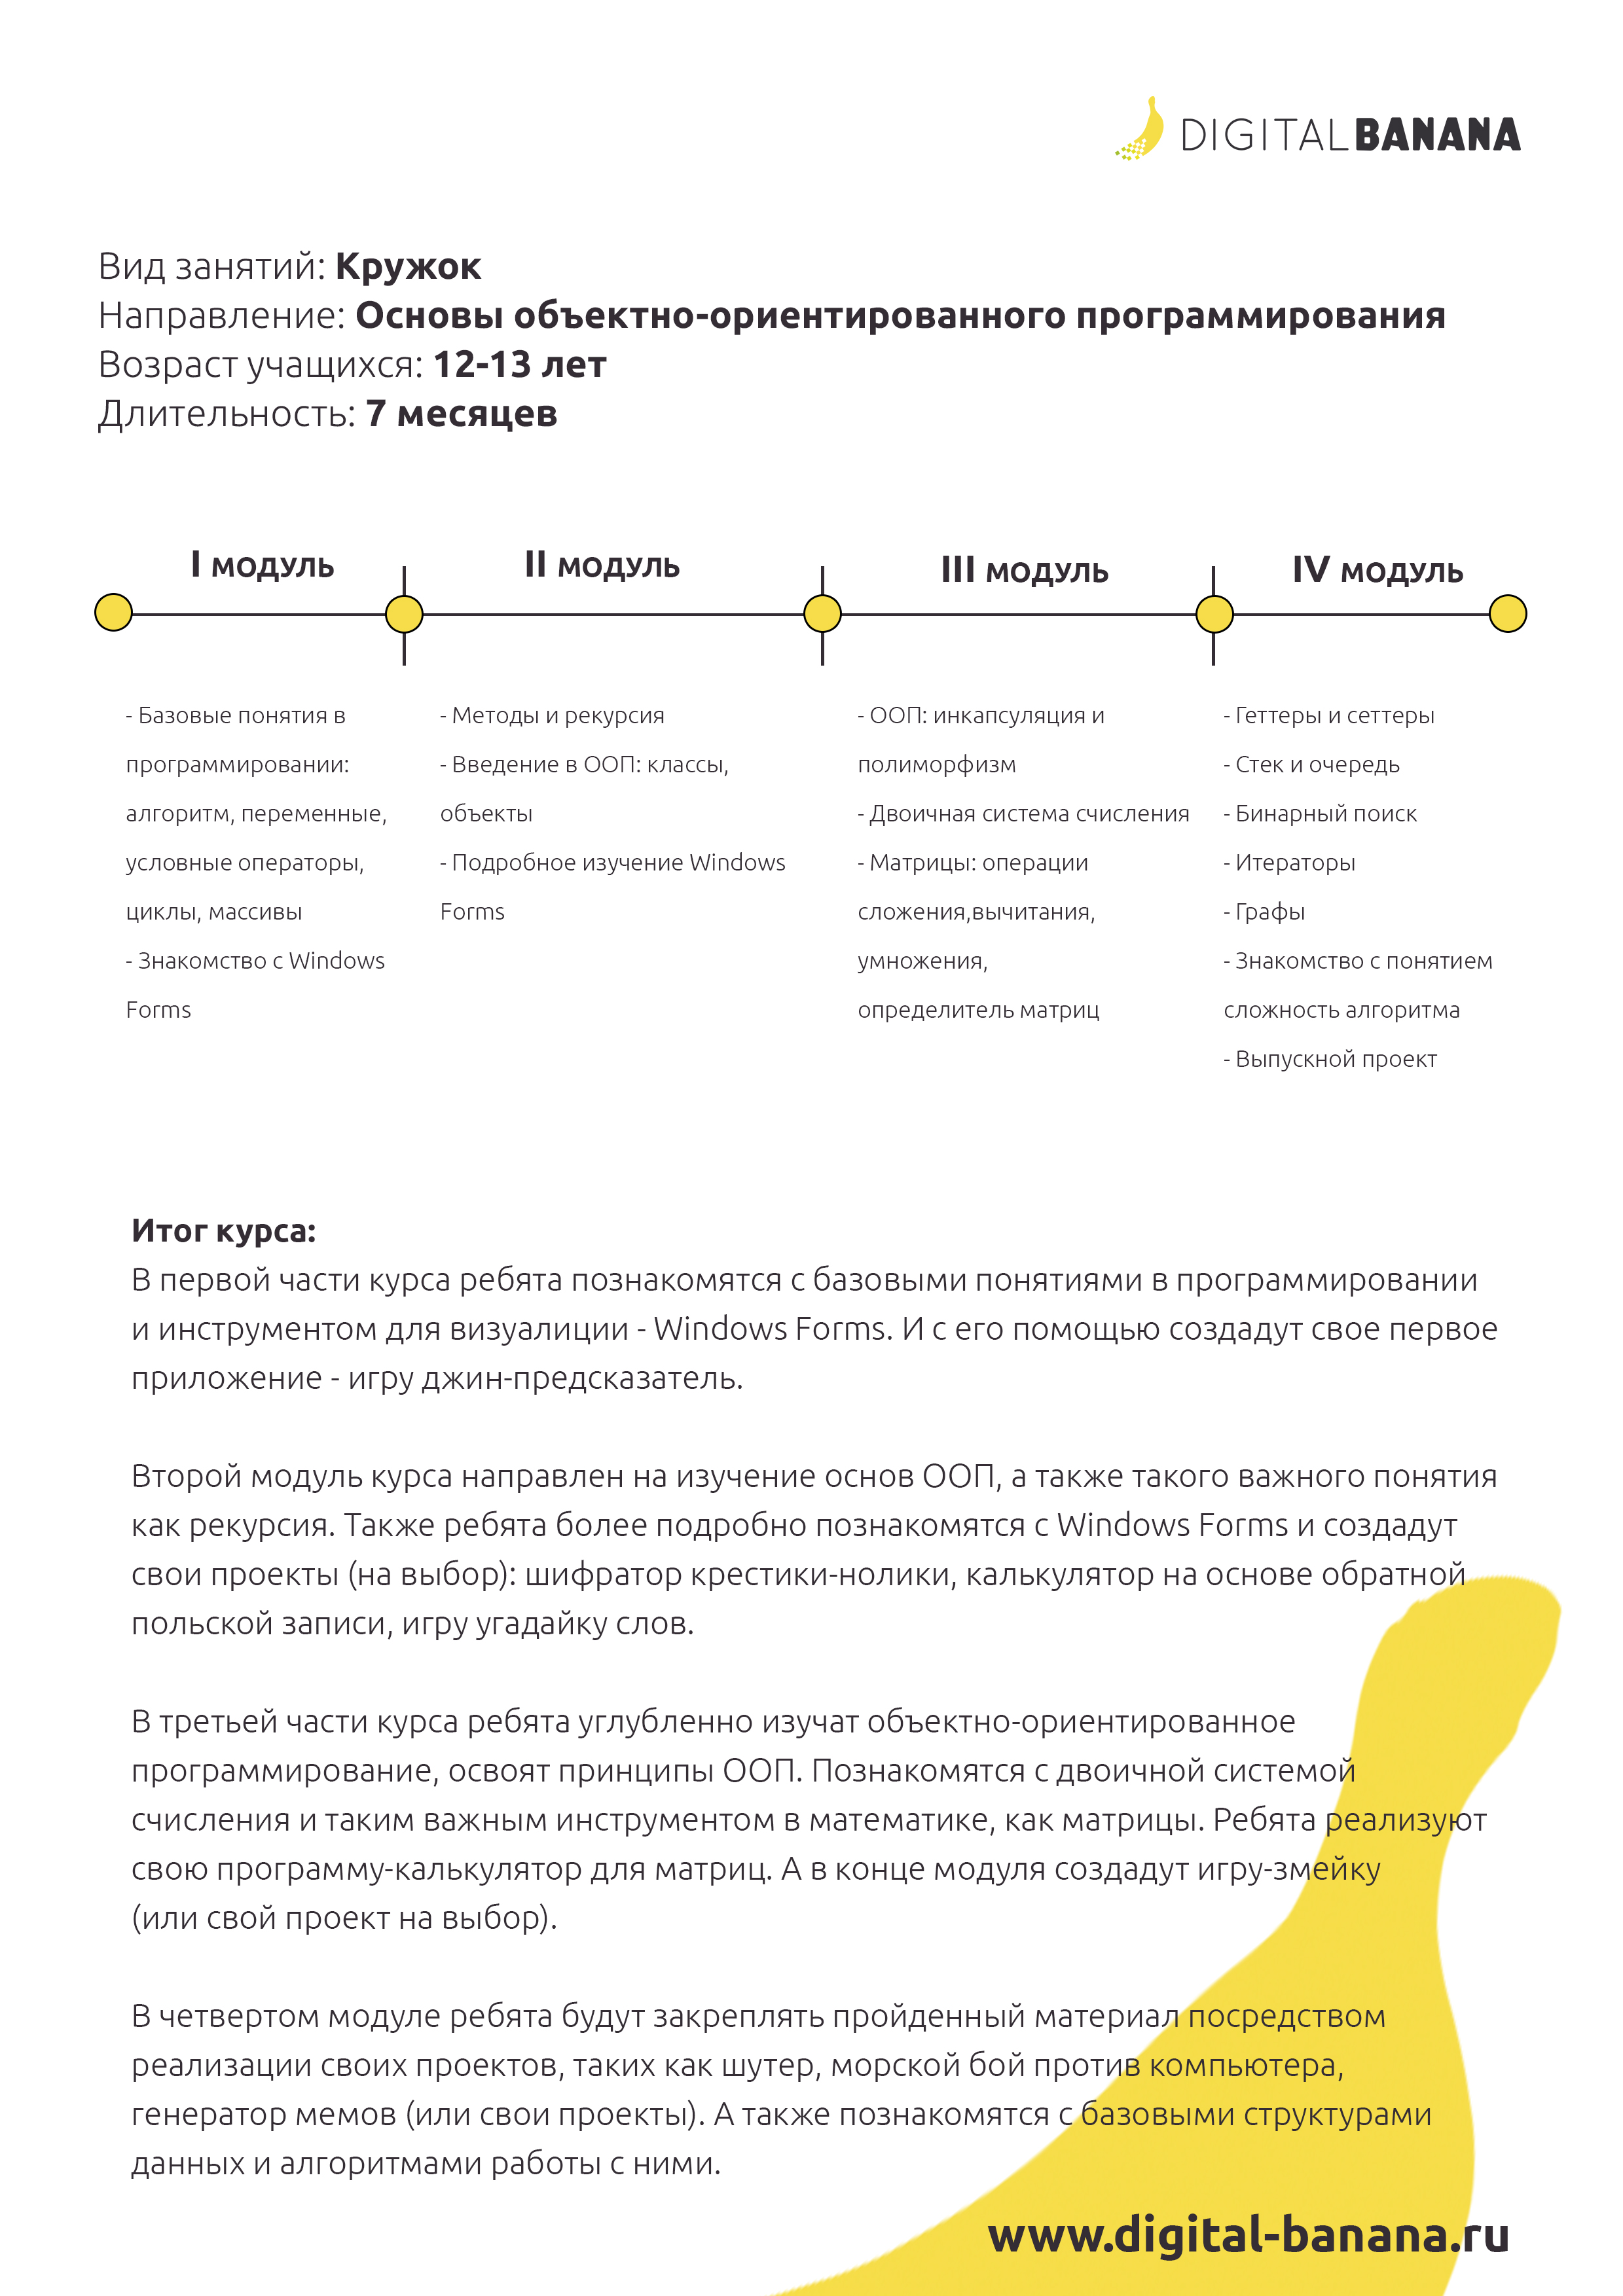 DIGITALBANANA
Вид занятий: Кружок
Направление: Основы объектно-ориентированного программирования
Возраст учащихся: 12-13 лет
Длительность: 7 месяцев
I модуль
- Базовые понятия в
программировании:
алгоритм, переменные,
условные операторы,
циклы, массивы
- Знакомство с Windows
Forms
II модуль
- Методы и рекурсия
- Введение в ООП: классы,
объекты
- Подробное изучение Windows
Forms
III модуль
- ООП: инкапсуляция и
полиморфизм
- Двоичная система счисления
- Матрицы: операции
сложения,вычитания,
умножения,
определитель матриц
IV модуль
- Геттеры и сеттеры
- Стек и очередь
- Бинарный поиск
- Итераторы
- Графы
- Знакомство с понятием
сложность алгоритма
- Выпускной проект
Итог курса:
В первой части курса ребята познакомятся с базовыми понятиями в программировании
и инструментом для визуалиции - Windows Forms. И с его помощью создадут свое первое
приложение - игру джин-предсказатель.
Второй модуль курса направлен на изучение основ ООП, а также такого важного понятия
как рекурсия. Также ребята более подробно познакомятся с Windows Forms и создадут
свои проекты (на выбор): шифратор крестики-нолики, калькулятор на основе обратной
польской записи, игру угадайку слов.
В третьей части курса ребята углубленно изучат объектно-ориентированное
программирование, освоят принципы ООП. Познакомятся с двоичной системой
счисления и таким важным инструментом в математике, как матрицы. Ребята реализуют
свою программу-калькулятор для матриц. А в конце модуля создадут игру-змейку
(или свой проект на выбор).
В четвертом модуле ребята будут закреплять пройденный материал посредством
реализации своих проектов, таких как шутер, морской бой против компьютера,
генератор мемов (или свои проекты). А также познакомятся с базовыми структурами
данных и алгоритмами работы с ними.
www.digital-banana.ru